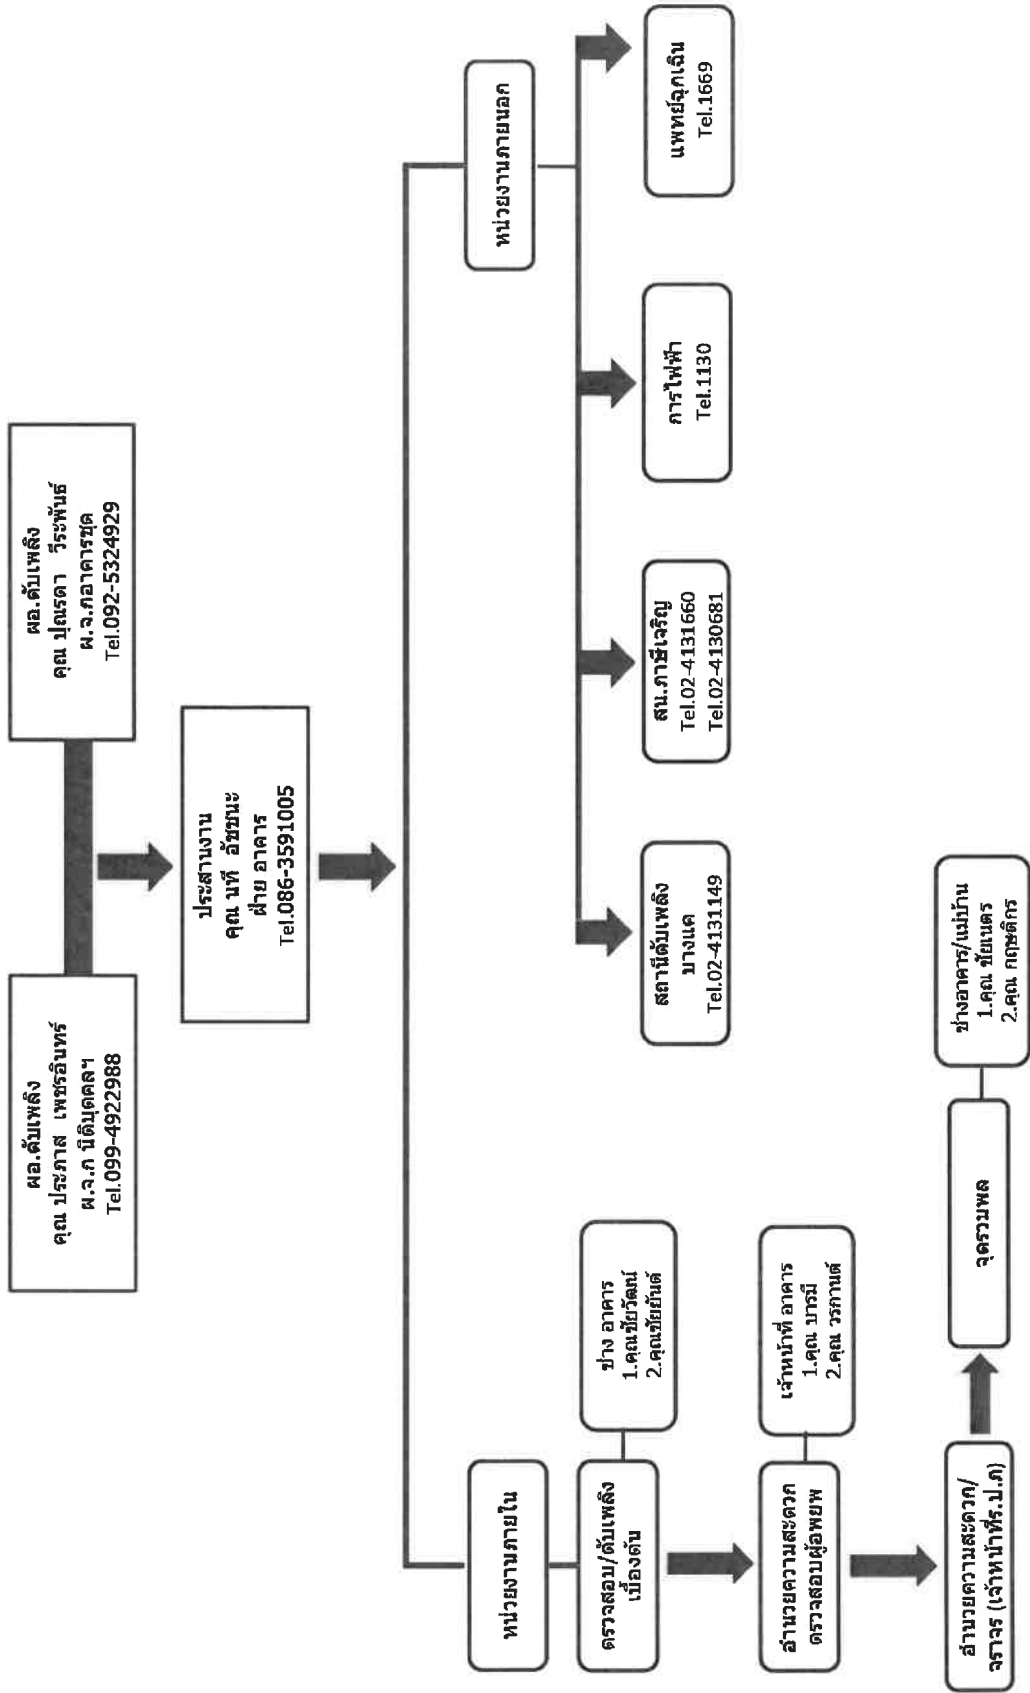 ผอ.ดับเพลิง
คุณ ประภาส เพชรอินทร์
ผ.จ.ก นิติบุคคลฯ
Tel.099-4922988
ผอ.ดับเพลิง
คุณ ปุณรดา วีระพันธ์
ผ.จ.กอาคารชุด
Tel.092-5324929
ประสานงาน
คุณ นที อัชชนะ
ฝ่าย อาคาร
Tel.086-3591005
หน่วยงานภายใน
ตรวจสอบ/ดับเพลิง
เบื้องต้น
ช่าง อาคาร
1.คุณชัยวัฒน์
2.คุณชัยยันต์
อำนวยความสะดวก
ตรวจสอบผู้อพยพ
เจ้าหน้าที่ อาคาร
1.คุณ บารมี
2.คุณ วรกานต์
อำนวยความสะดวก/
จราจร (เจ้าหน้าที่ร.ป.ภ)
จุดรวมพล
ช่างอาคาร/แม่บ้าน
1.คุณ ชัยเนตร
2.คุณ กฤษติกร
หน่วยงานภายนอก
สถานีดับเพลิง
บางแค
Tel.02-4131149
สน.ภาษีเจริญ
Tel.02-4131660
Tel.02-4130681
การไฟฟ้า
Tel.1130
แพทย์ฉุกเฉิน
Tel.1669